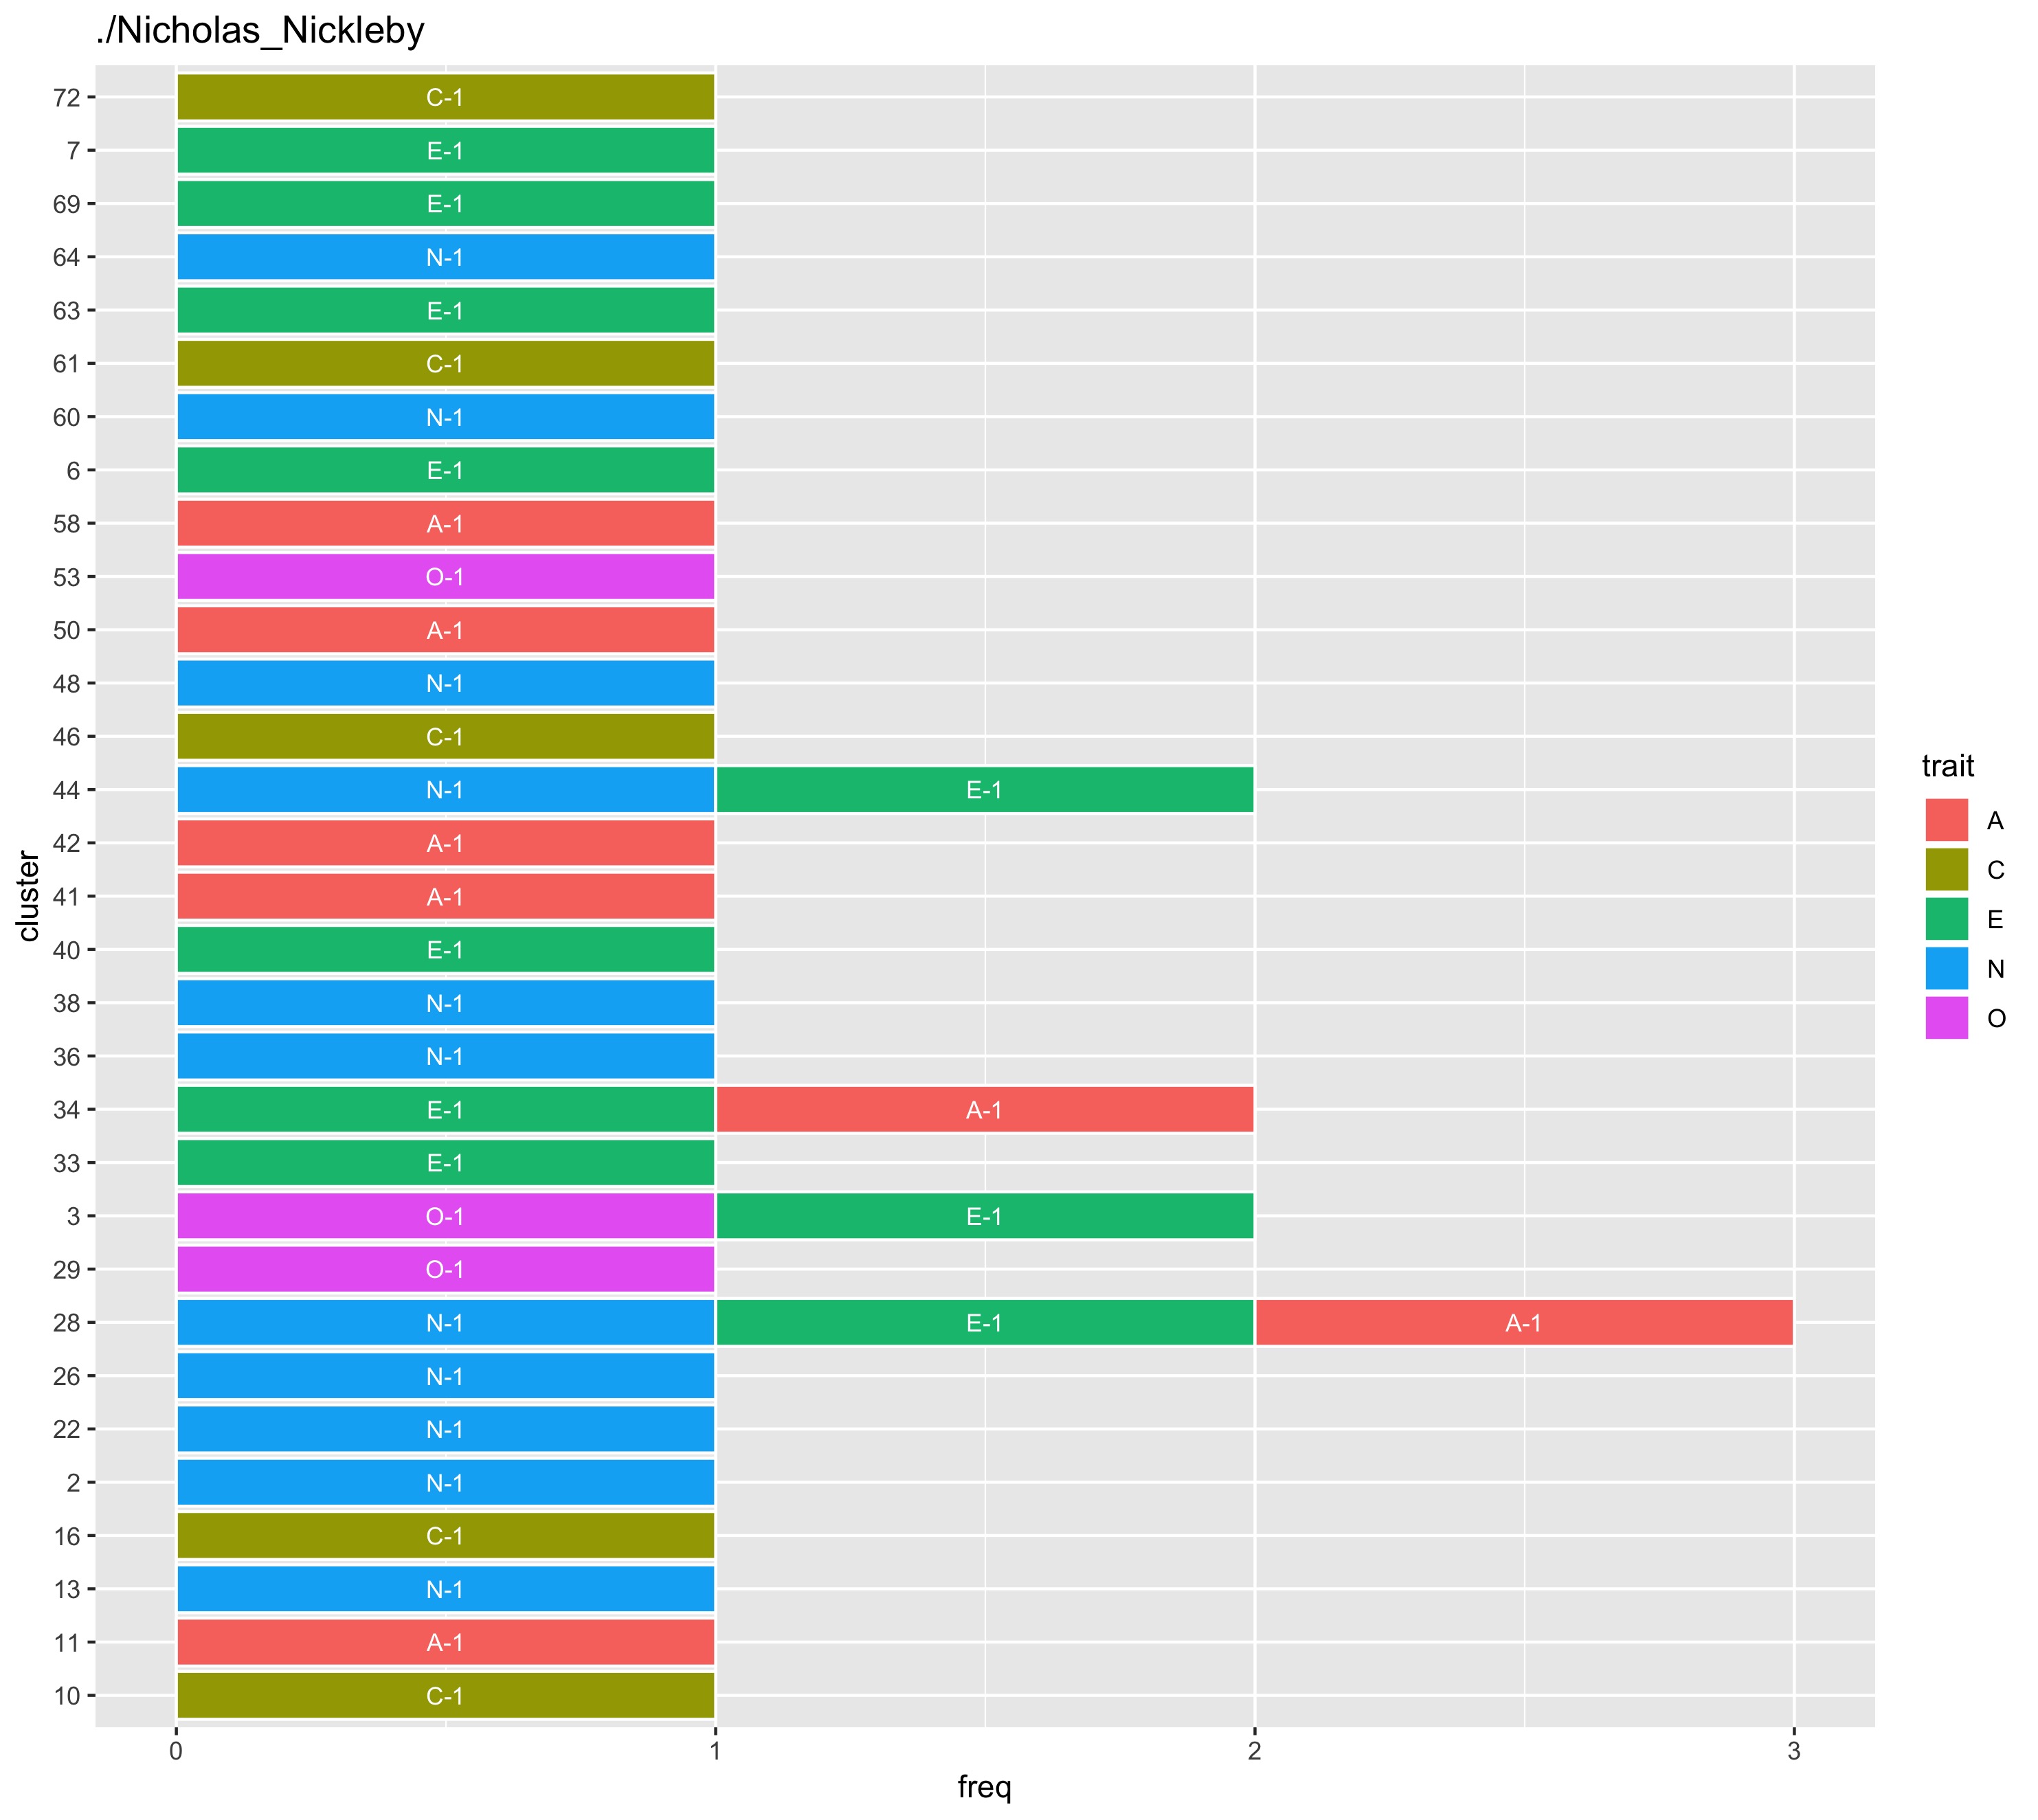 ./Nicholas_Nickleby
72 C-1
7 E-1
69 E-1
64 N-1
63 E-1
61 C-1
60 N-1
6 E-1
58 A-1
53 O-1
50 A-1
48 N-1
46 C-1
44 N-1 E-1
42 A-1
41 A-1
40 E-1
38 N-1
36 N-1
34 E-1 A-1
33 E-1
3 O-1 E-1
29 O-1
28 N-1 E-1 A-1
26 N-1
22 N-1
2 N-1
16 C-1
13 N-1
11 A-1
10 C-1
0 1 2 3
freq
cluster
trait
A
C
E
N
O